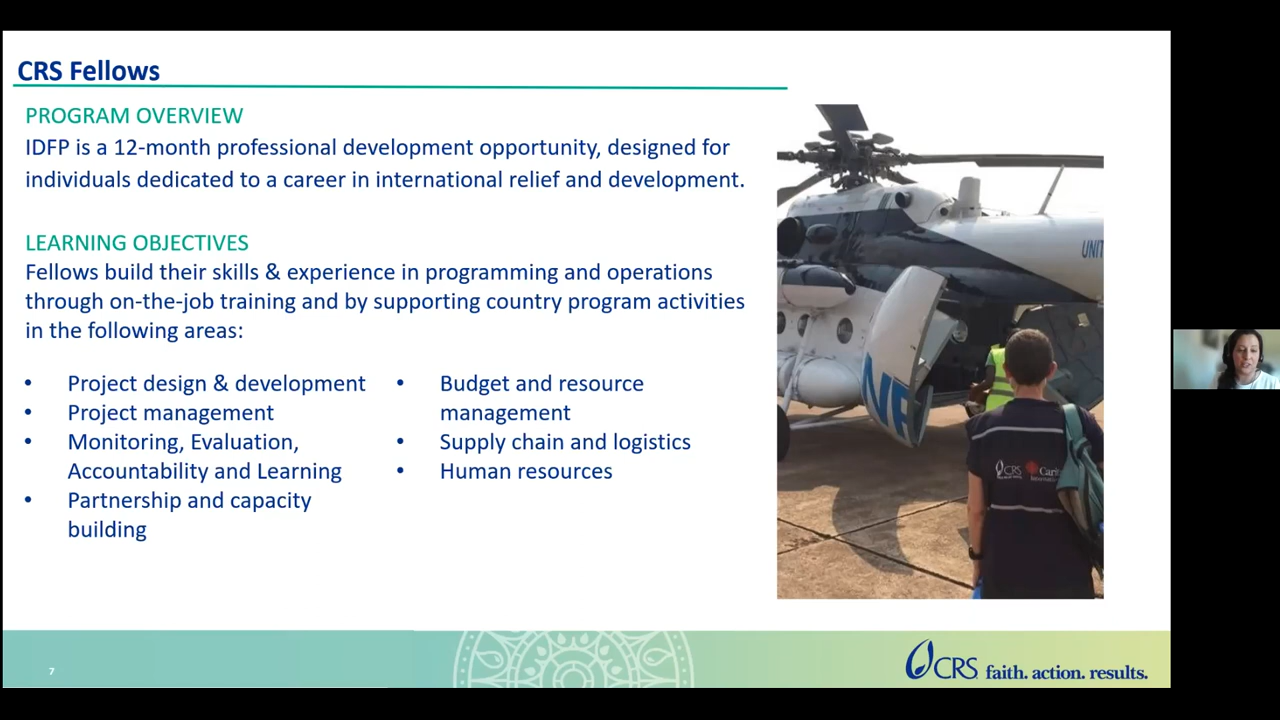 CRS Fellows
PROGRAM OVERVIEW
IDFP is a 12-month professional development opportunity, designed for
individuals dedicated to a career in international relief and development.
LEARNING OBJECTIVES
Fellows build their skills & experience in programming and operations
through on-the-job training and by supporting country program activities
in the following areas:
• Project design & development
• Project management
• Monitoring, Evaluation,
Accountability and Learning
• Partnership and capacity
building
• Budget and resource
management
• Supply chain and logistics
• Human resources
UNIT
CRS
7
CRS faith. action. results.